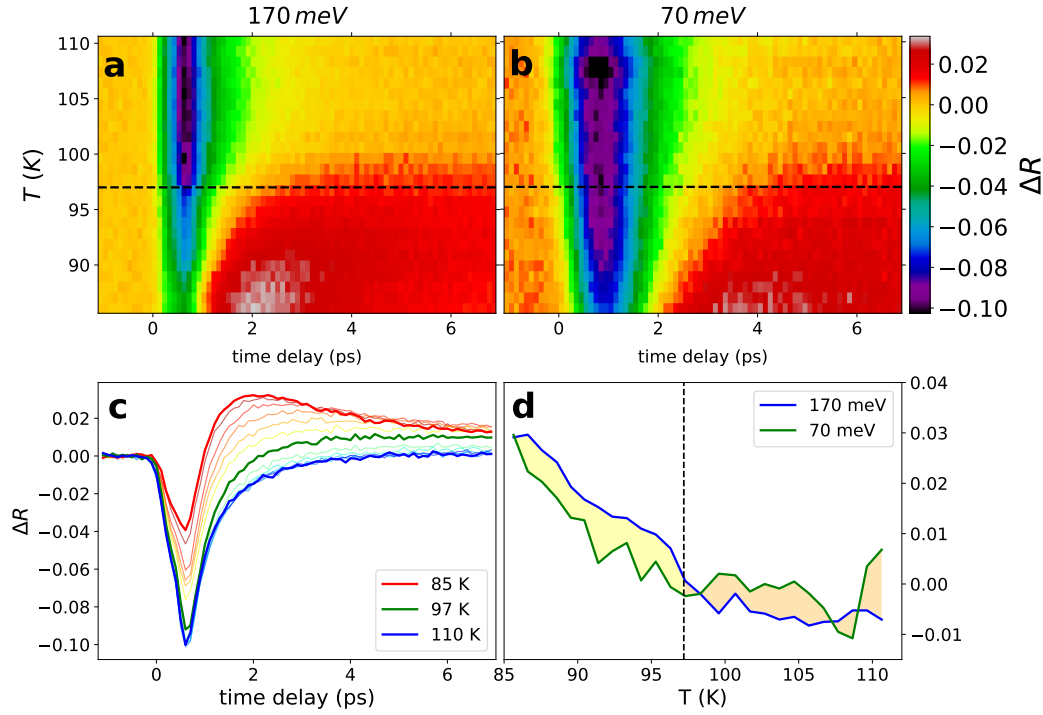 170 meV
70 meV
a
b
110
105
100
95
90
T (K)
0
2
4
6
time delay (ps)
0
2
4
6
time delay (ps)
0.02
0.00
−0.02
−0.04
−0.06
−0.08
−0.10
ΔR
c
0.02
0.00
−0.02
−0.04
−0.06
−0.08
−0.10
ΔR
85 K
97 K
110 K
0
2
4
6
time delay (ps)
d
170 meV
70 meV
0.04
0.03
0.02
0.01
0.00
−0.01
85
90
95
100
105
110
T (K)